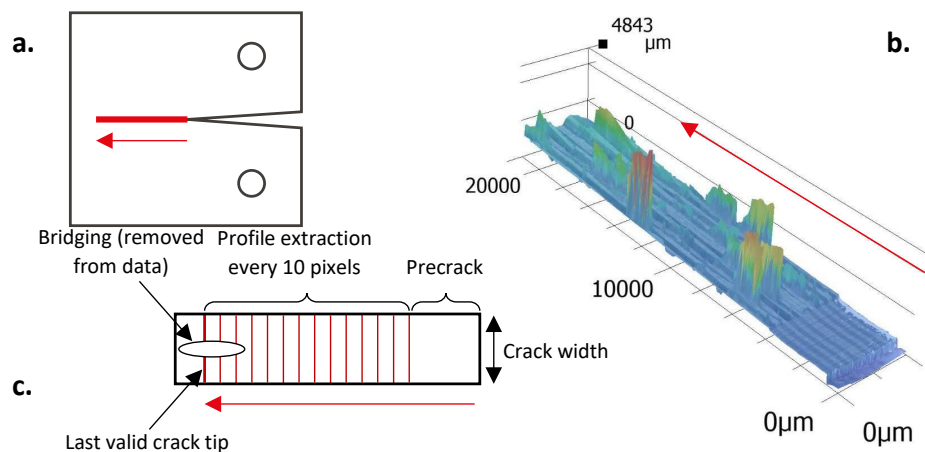 a.
4843
µm
b.
0
20000
10000
0µm
0µm
Bridging (removed
from data)
Profile extraction
every 10 pixels
Precrack
Crack width
c.
Last valid crack tip